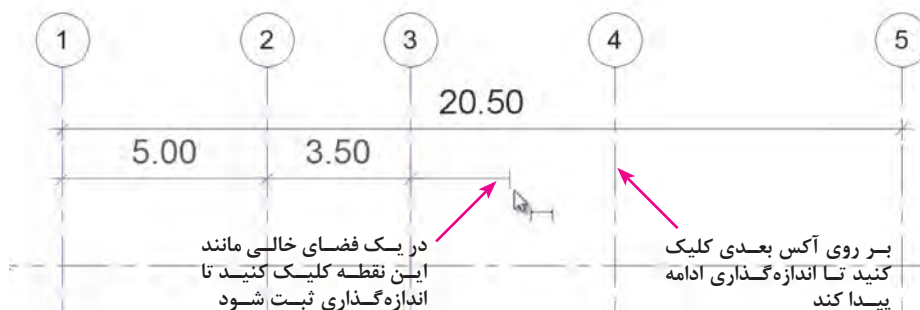 1 2 3 4 5
20.50
5.00 3.50
بر روی آکس بعدی کلیک
کنید تا اندازه‌گذاری ادامه
پیدا کند
در یک فضای خالی مانند
این نقطه کلیک کنید تا
اندازه‌گذاری ثبت شود